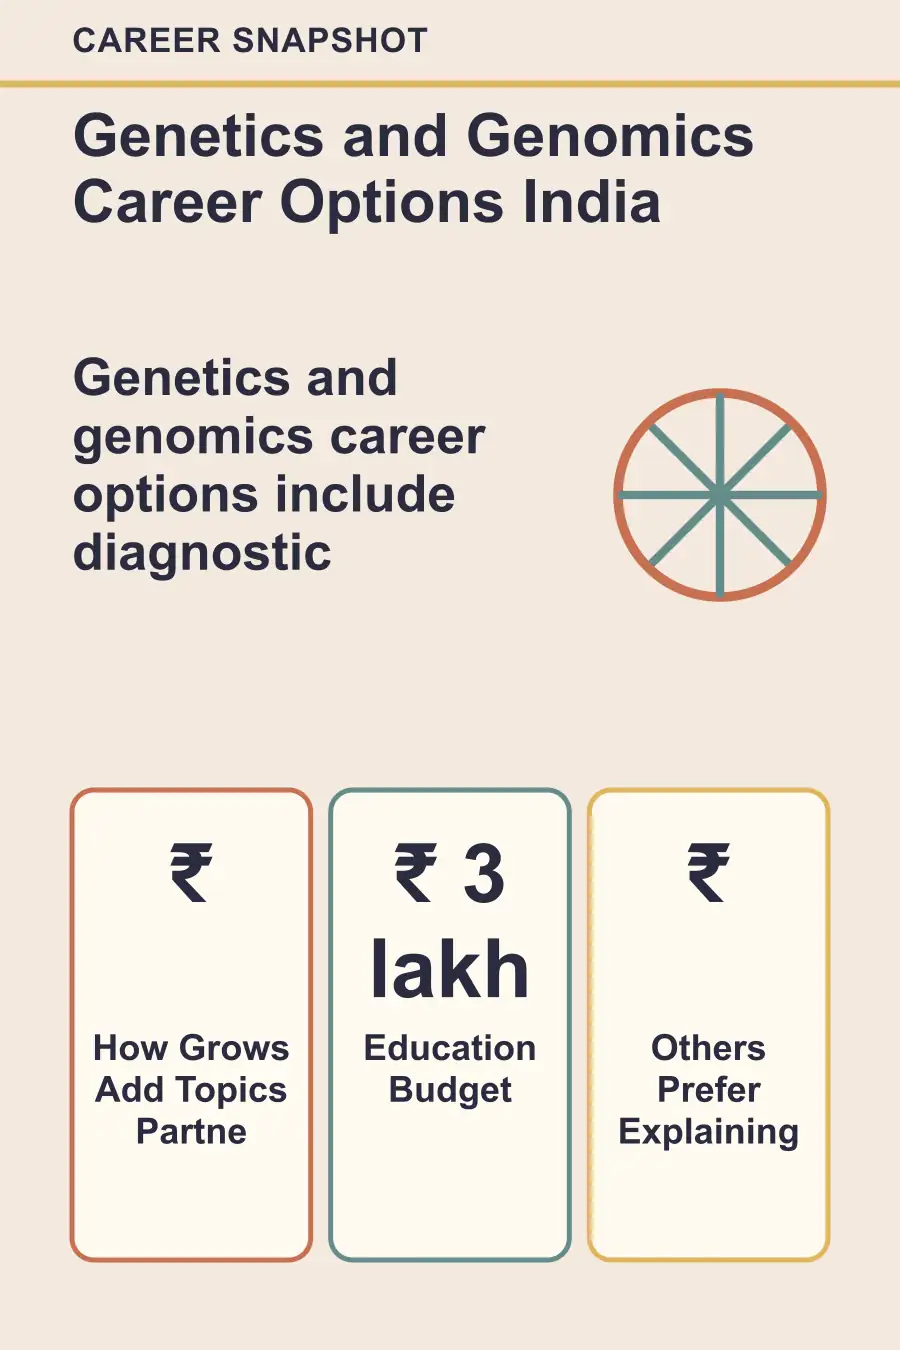 CAREER SNAPSHOT
Genetics and Genomics
Career Options India
Genetics and
genomics career
options include
diagnostic
₹
How Grows
Add Topics
Partne
₹ 3
lakh
Education
Budget
₹
Others
Prefer
Explaining